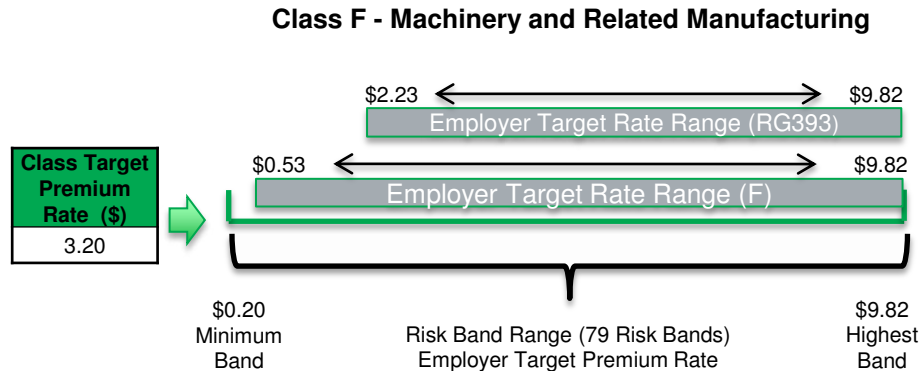 Class F - Machinery and Related Manufacturing
$2.23
$9.82
Employer Target Rate Range (RG393)
$0.53
$9.82
Employer Target Rate Range (F)
Class Target
Premium
Rate ($)
3.20
$0.20
Minimum
Band
Risk Band Range (79 Risk Bands)
Employer Target Premium Rate
$9.82
Highest
Band